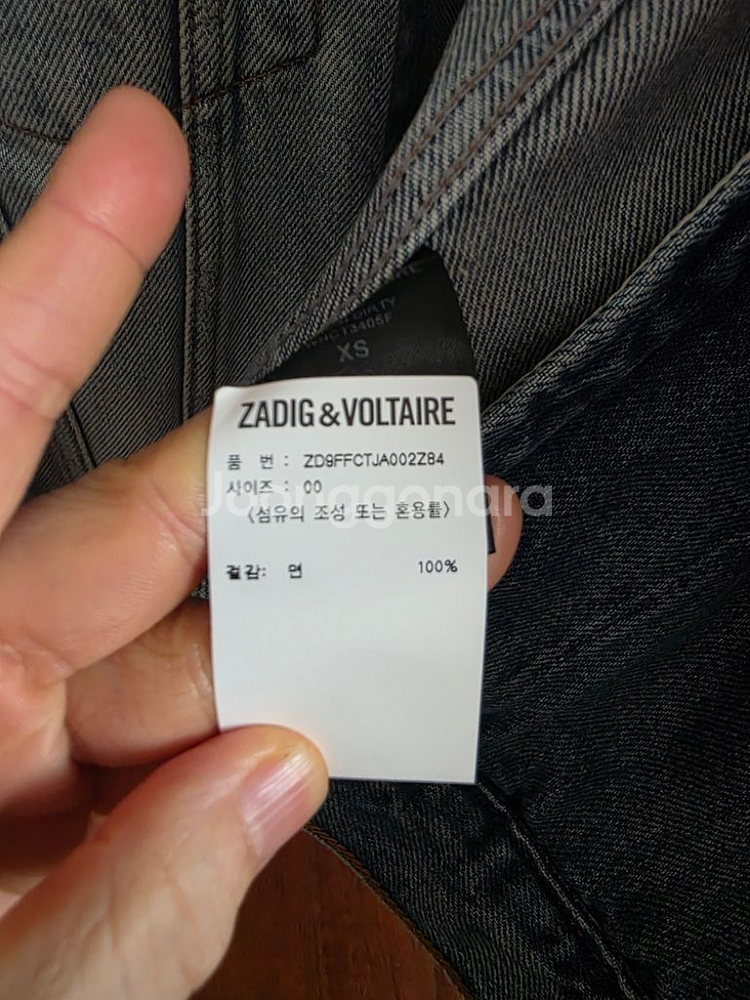 XS
ZADIG & VOLTAIRE
품 번 : ZD9FFCTJA002Z84
사이즈 : 00
<섬유의 조성 또는 혼용률>
겉감: 면 100%
Joonggonara